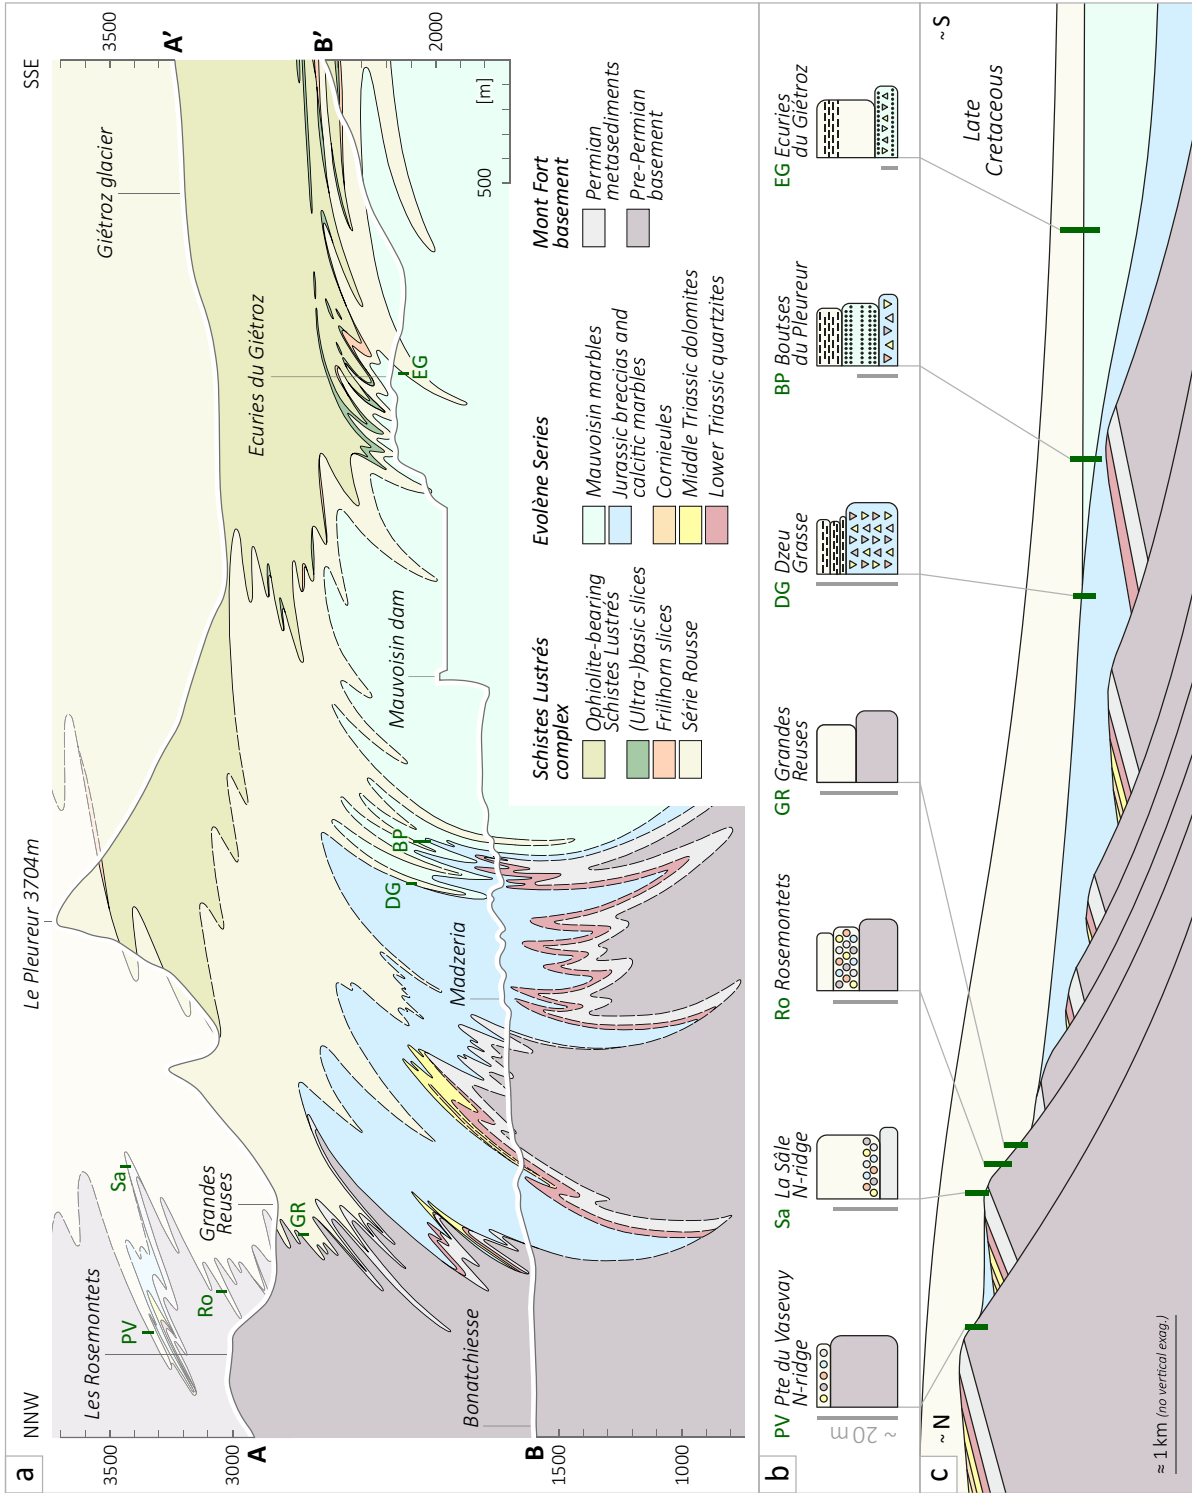 a
NNW
SSE
Le Pleureur 3704m
Giétroz glacier
Les Rosemontets
Grandes
Reuses
Ecuries du Giétroz
Mauvoisin dam
Madzeria
Bonatchiesse
PV
Sa
Ro
GR
DG
BP
EG
A
A'
B
B'
3500
3000
1500
1000
3500
2000
[m]
500
Schistes Lustrés
complex
Ophiolite-bearing
Schistes Lustrés
(Ultra-)basic slices
Frilihorn slices
Série Rousse
Evolène Series
Mauvoisin marbles
Jurassic breccias and
calcitic marbles
Cornieules
Middle Triassic dolomites
Lower Triassic quartzites
Mont Fort
basement
Permian
metasediments
Pre-Permian
basement
b
PV Pte du Vasevay
N-ridge
Sa La Sâle
N-ridge
Ro Rosemontets
GR Grandes
Reuses
DG Dzeu
Grasse
BP Boutses
du Pleureur
EG Ecuries
du Giétroz
~ 20 m
c
~ N
~ S
Late
Cretaceous
≈ 1 km (no vertical exag.)